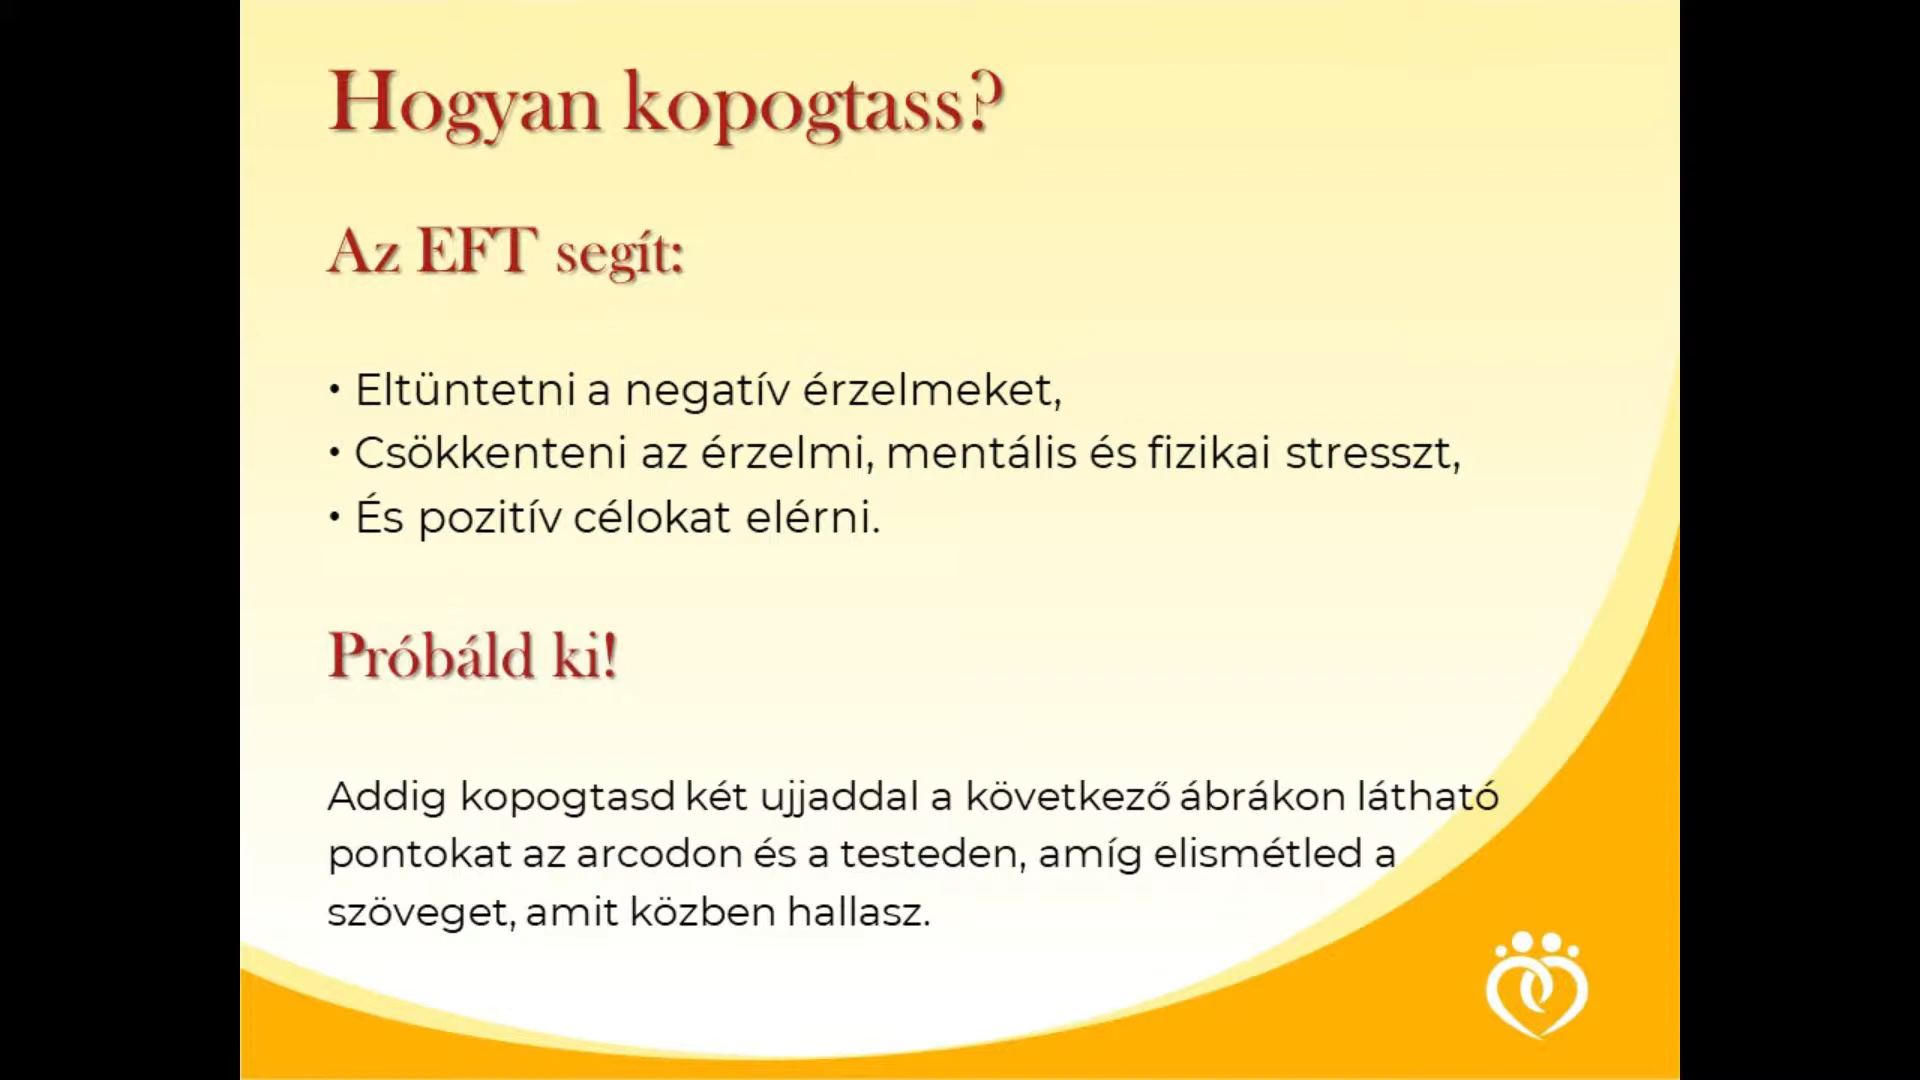 Hogyan kopogtass?
Az EFT segít:
• Eltüntetni a negatív érzelmeket,
• Csökkenteni az érzelmi, mentális és fizikai stresszt,
• És pozitív célokat elérni.
Próbáld ki!
Addig kopogtasd két ujjaddal a következő ábrákon látható
pontokat az arcodon és a testeden, amíg elismétled a
szöveget, amit közben hallasz.